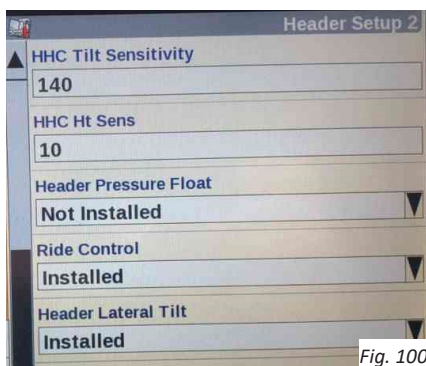 Header Setup 2
HHC Tilt Sensitivity
140
HHC Ht Sens
10
Header Pressure Float
Not Installed
Ride Control
Installed
Header Lateral Tilt
Installed
Fig. 100